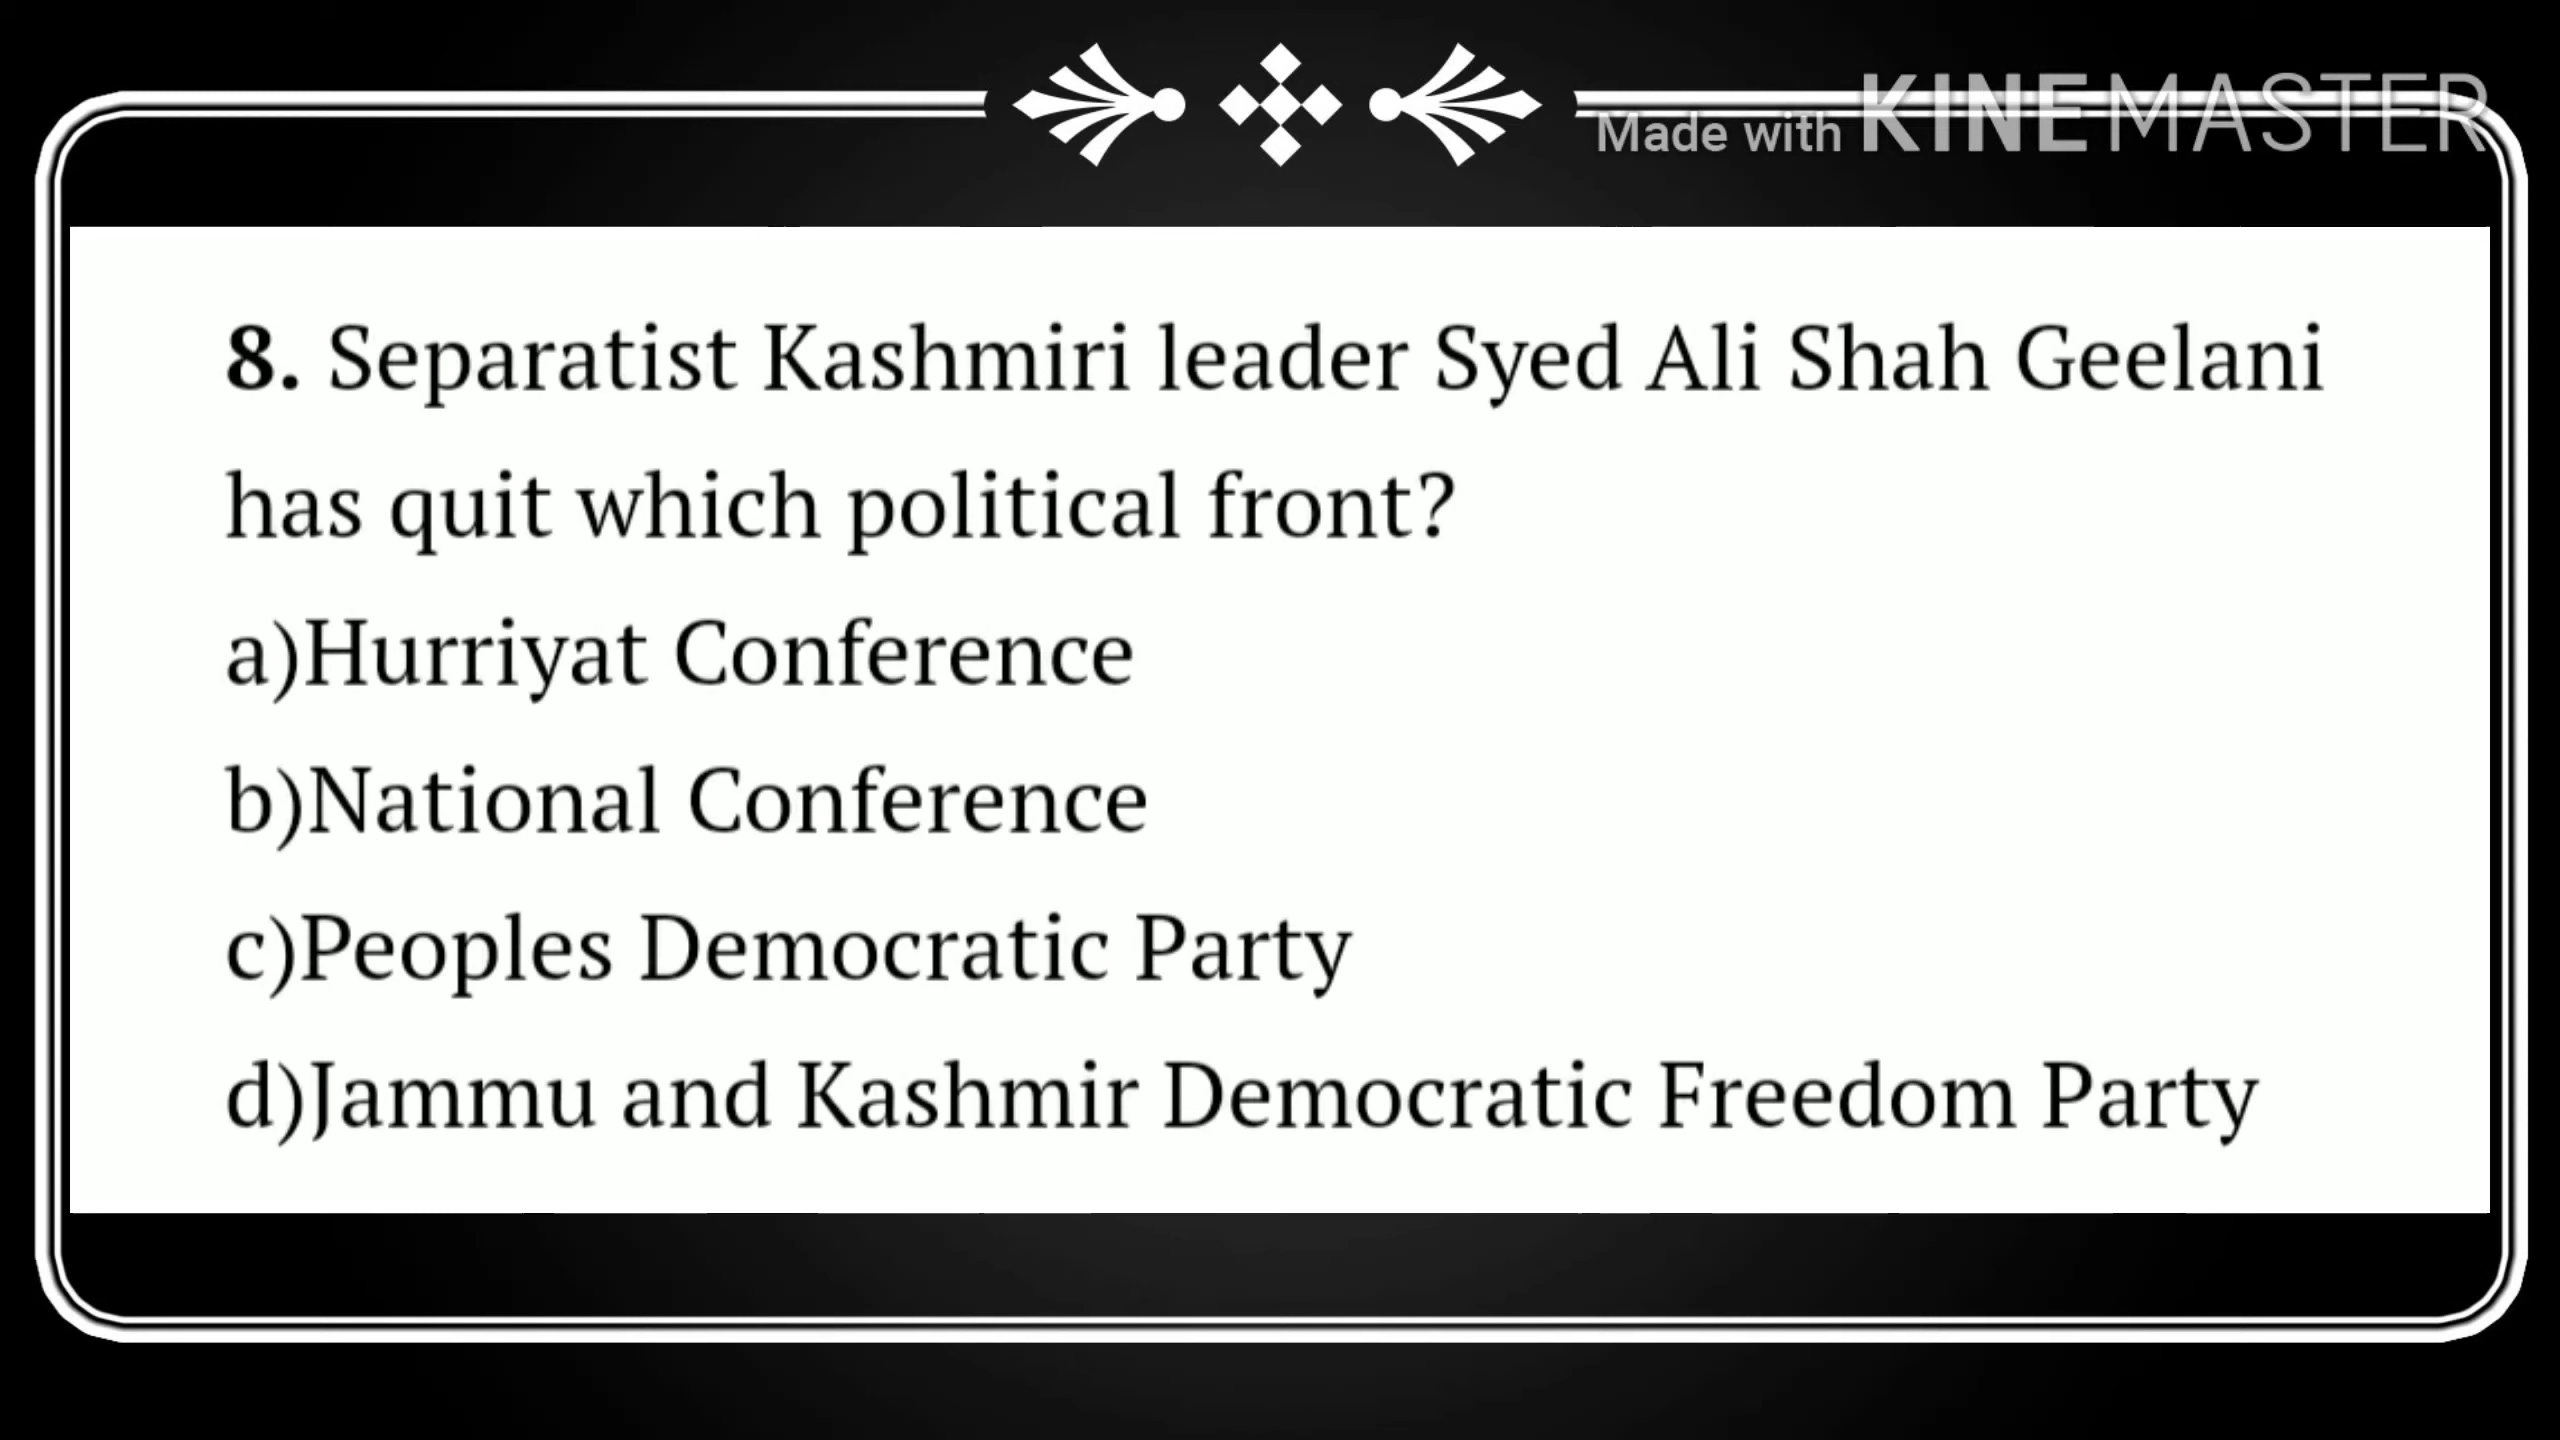 Made with KINEMASTER
8. Separatist Kashmiri leader Syed Ali Shah Geelani
has quit which political front?
a)Hurriyat Conference
b)National Conference
c)Peoples Democratic Party
d)Jammu and Kashmir Democratic Freedom Party